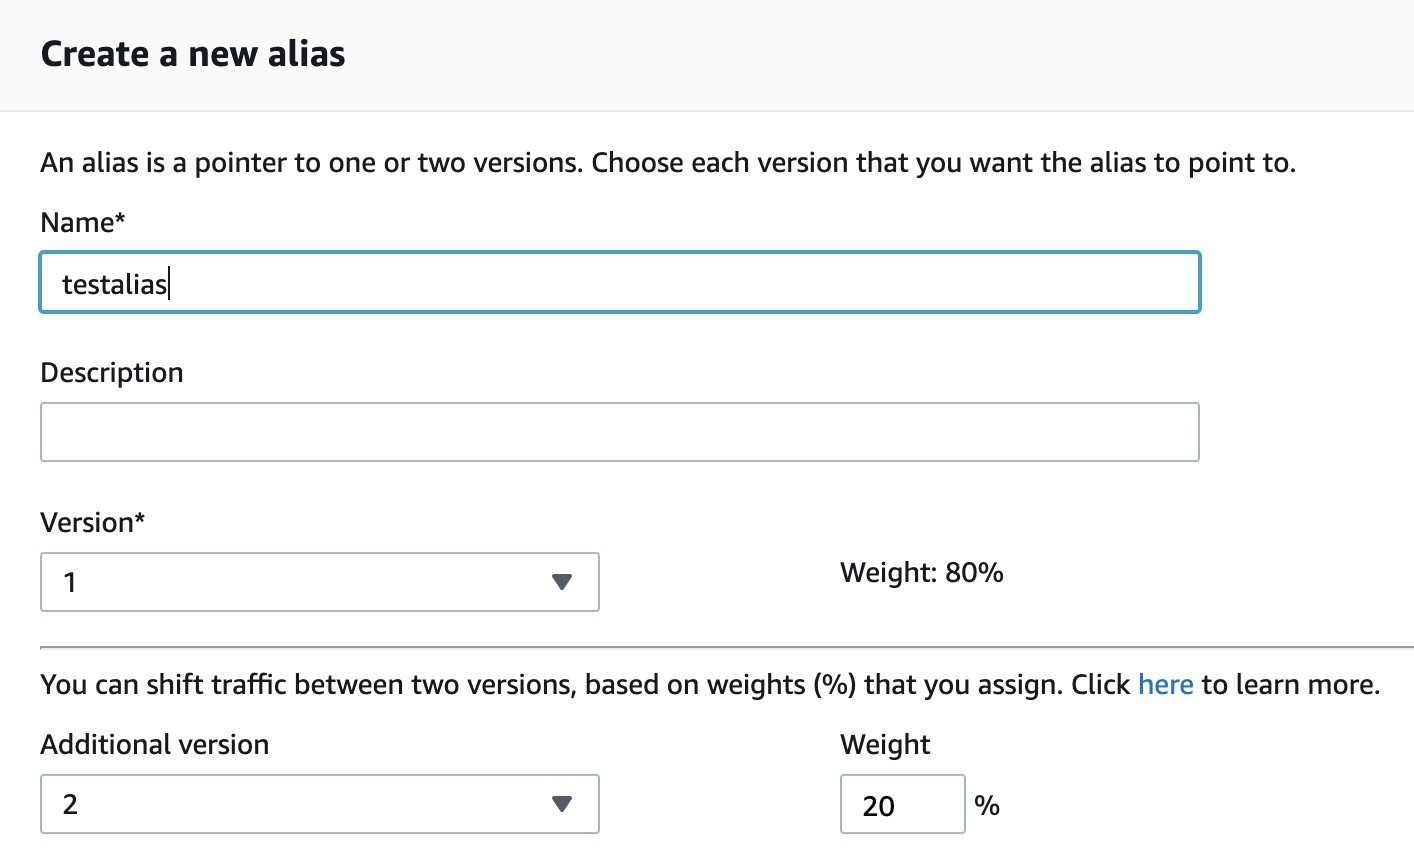 Create a new alias
An alias is a pointer to one or two versions. Choose each version that you want the alias to point to.
Name*
testalias
Description
Version*
1
Weight: 80%
You can shift traffic between two versions, based on weights (%) that you assign. Click here to learn more.
Additional version
Weight
2
20 %